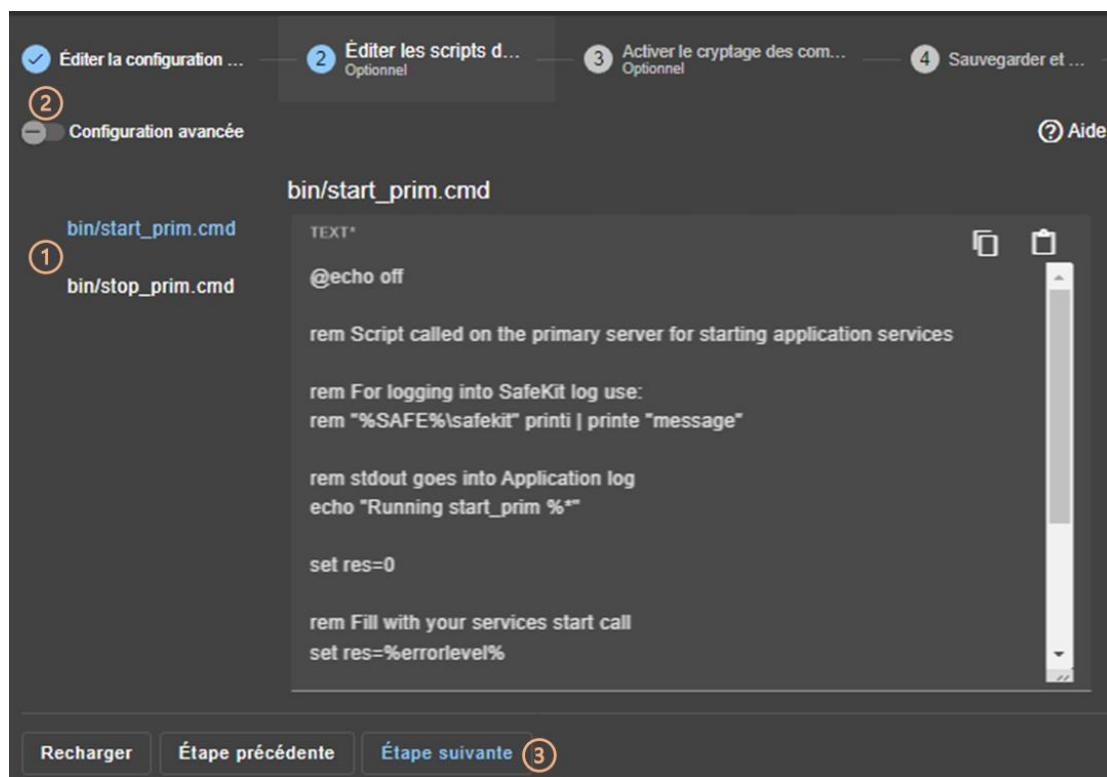 Éditer la configuration ...
2 Éditer les scripts d...
Optionnel
3 Activer le cryptage des com...
Optionnel
4 Sauvegarder et ...
2
Configuration avancée
? Aide
bin/start_prim.cmd
bin/start_prim.cmd
1
bin/stop_prim.cmd
TEXT*
@echo off
rem Script called on the primary server for starting application services
rem For logging into SafeKit log use:
rem "%SAFE%\safekit" printi | printe "message"
rem stdout goes into Application log
echo "Running start_prim %*"
set res=0
rem Fill with your services start call
set res=%errorlevel%
Recharger
Étape précédente
Étape suivante
3